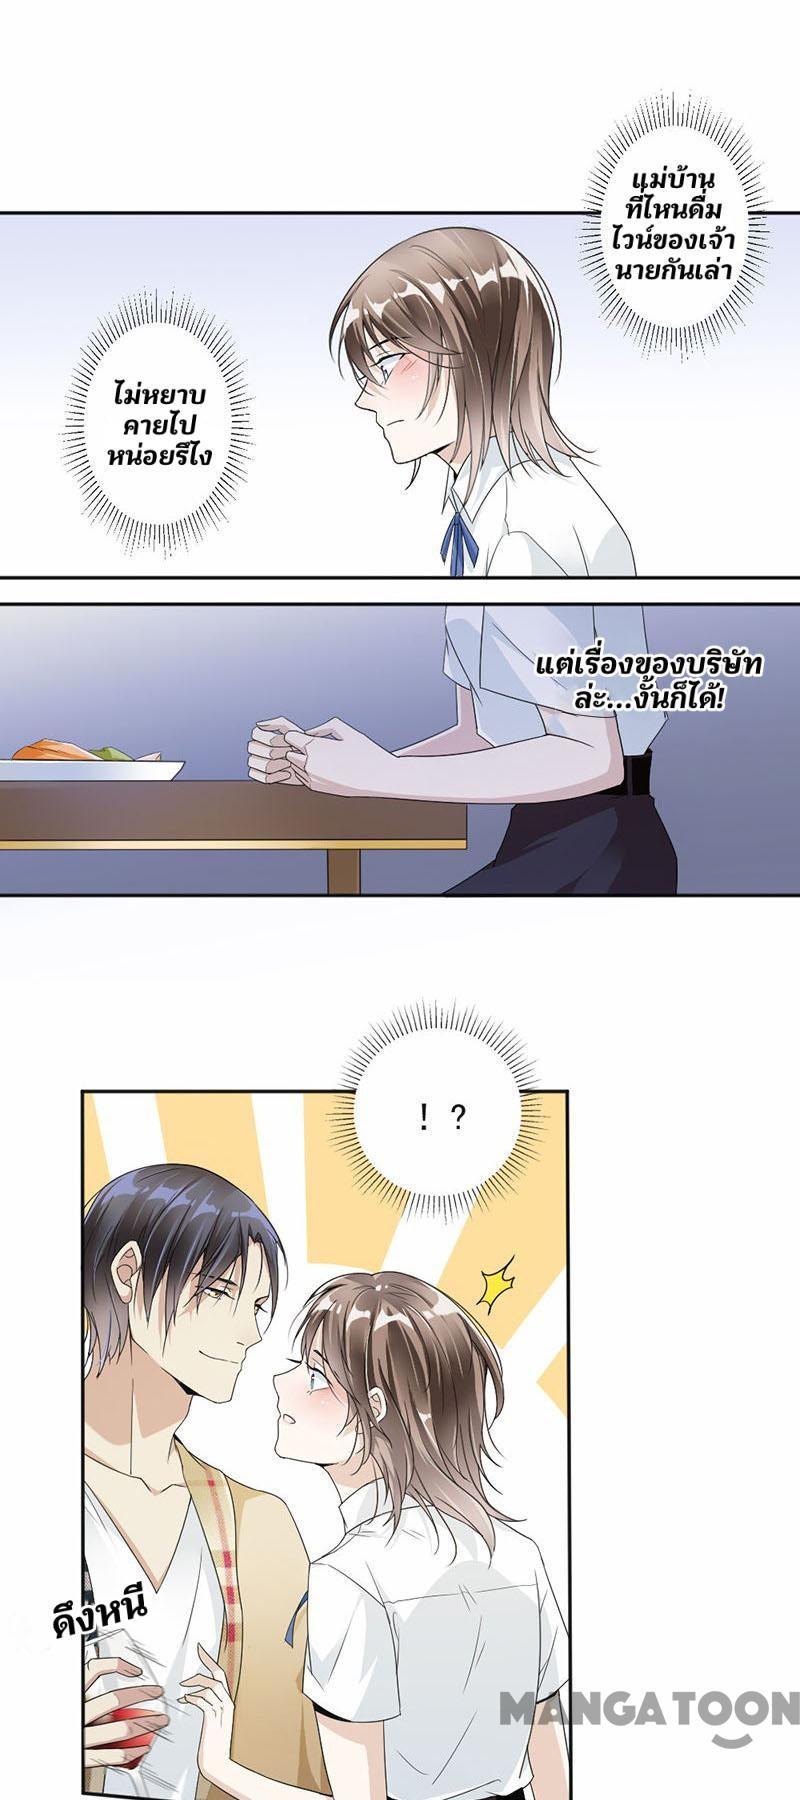 แม่บ้าน
ที่ไหนดื่ม
ไวน์ของเจ้า
นายกันเล่า
ไม่หยาบ
คายไป
หน่อยรึไง
แต่เรื่องของบริษัท
ล่ะ...งั้นก็ได้!
！？
ดึงหนี
MANGATOON